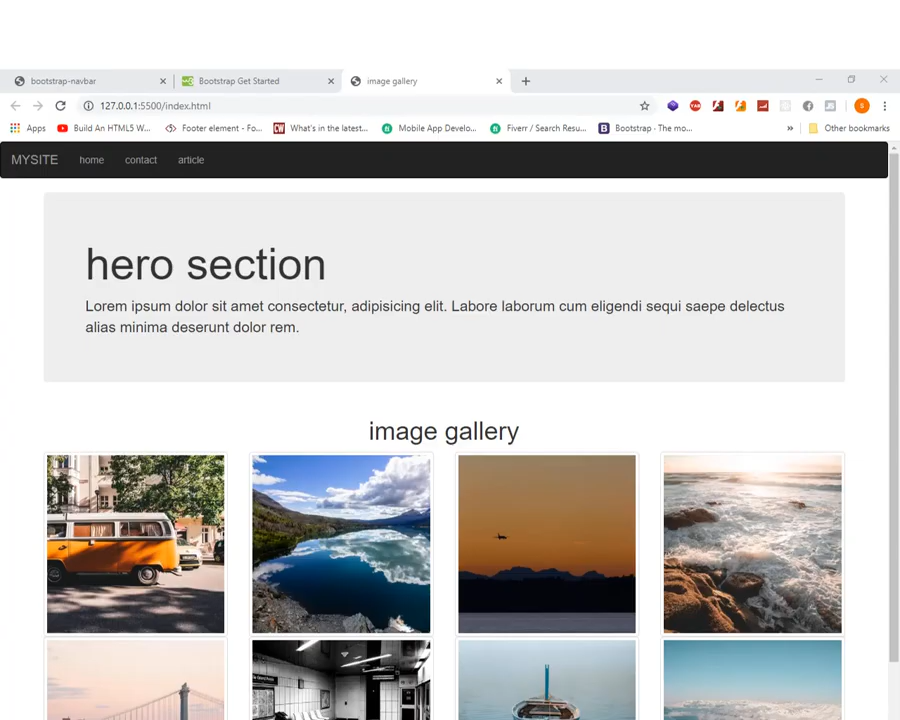 bootstrap-navbar
Bootstrap Get Started
image gallery
127.0.0.1:5500/index.html
Apps
Build An HTML5 W...
Footer element - Fo...
What's in the latest...
Mobile App Develo...
Fiverr / Search Resu...
Bootstrap · The mo...
Other bookmarks
MYSITE home contact article
hero section
Lorem ipsum dolor sit amet consectetur, adipisicing elit. Labore laborum cum eligendi sequi saepe delectus
alias minima deserunt dolor rem.
image gallery